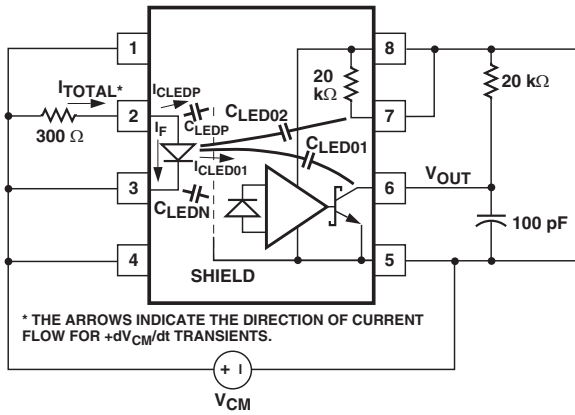 1
8
I_TOTAL*
I_CLEDP
20
kΩ
20 kΩ
2
C_LEDP
C_LED02
7
300 Ω
I_F
C_LED01
I_CLED01
3
6
V_OUT
C_LEDN
100 pF
4
SHIELD
5
* THE ARROWS INDICATE THE DIRECTION OF CURRENT
FLOW FOR +dV_CM/dt TRANSIENTS.
+ I
V_CM